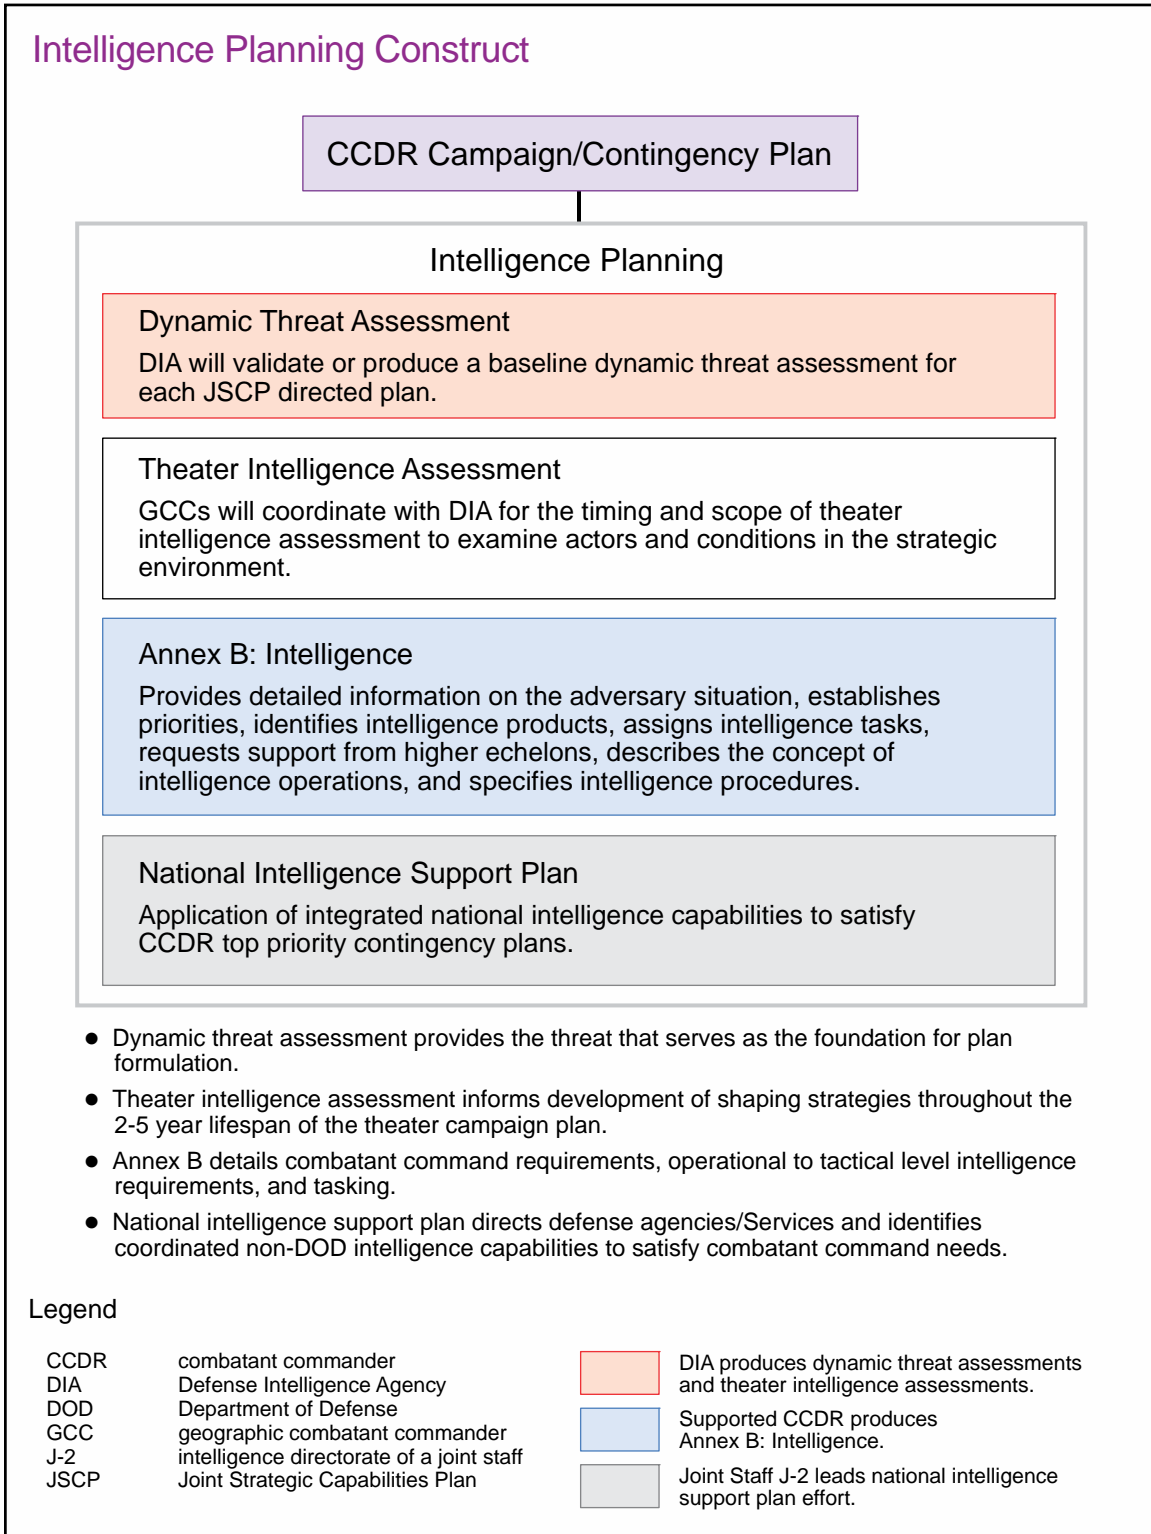 Intelligence Planning Construct
CCDR Campaign/Contingency Plan
Intelligence Planning
Dynamic Threat Assessment
DIA will validate or produce a baseline dynamic threat assessment for
each JSCP directed plan.
Theater Intelligence Assessment
GCCs will coordinate with DIA for the timing and scope of theater
intelligence assessment to examine actors and conditions in the strategic
environment.
Annex B: Intelligence
Provides detailed information on the adversary situation, establishes
priorities, identifies intelligence products, assigns intelligence tasks,
requests support from higher echelons, describes the concept of
intelligence operations, and specifies intelligence procedures.
National Intelligence Support Plan
Application of integrated national intelligence capabilities to satisfy
CCDR top priority contingency plans.
● Dynamic threat assessment provides the threat that serves as the foundation for plan
formulation.
● Theater intelligence assessment informs development of shaping strategies throughout the
2-5 year lifespan of the theater campaign plan.
● Annex B details combatant command requirements, operational to tactical level intelligence
requirements, and tasking.
● National intelligence support plan directs defense agencies/Services and identifies
coordinated non-DOD intelligence capabilities to satisfy combatant command needs.
Legend
CCDR combatant commander
DIA Defense Intelligence Agency
DOD Department of Defense
GCC geographic combatant commander
J-2 intelligence directorate of a joint staff
JSCP Joint Strategic Capabilities Plan
DIA produces dynamic threat assessments
and theater intelligence assessments.
Supported CCDR produces
Annex B: Intelligence.
Joint Staff J-2 leads national intelligence
support plan effort.